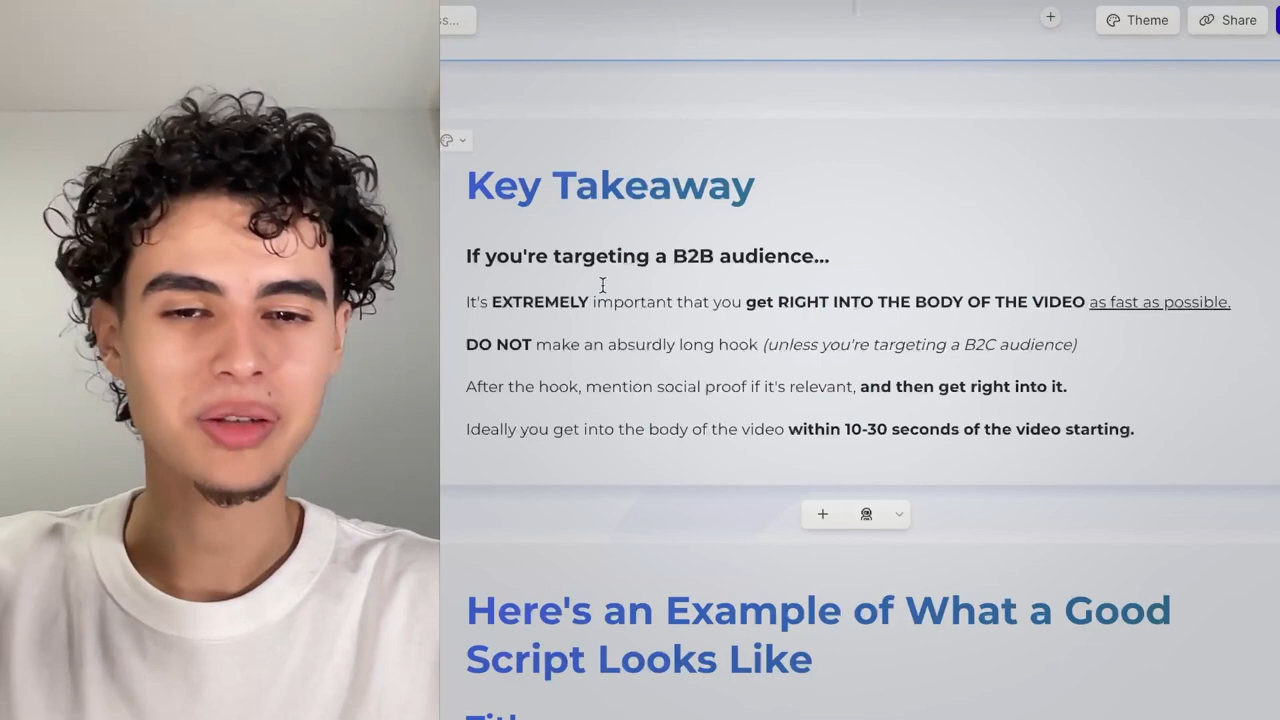 Theme
Share
Key Takeaway
If you're targeting a B2B audience...
It's EXTREMELY important that you get RIGHT INTO THE BODY OF THE VIDEO as fast as possible.
DO NOT make an absurdly long hook (unless you're targeting a B2C audience)
After the hook, mention social proof if it's relevant, and then get right into it.
Ideally you get into the body of the video within 10-30 seconds of the video starting.
Here's an Example of What a Good
Script Looks Like